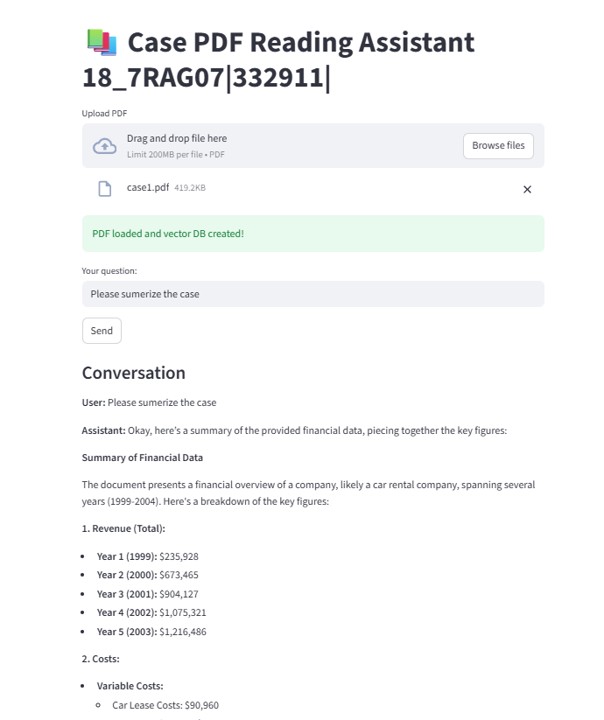 Case PDF Reading Assistant
18_7RAG07|332911|
Upload PDF
Drag and drop file here
Limit 200MB per file • PDF
Browse files
case1.pdf 419.2KB
PDF loaded and vector DB created!
Your question:
Please sumerize the case
Send
Conversation
User: Please sumerize the case
Assistant: Okay, here's a summary of the provided financial data, piecing together the key figures:
Summary of Financial Data
The document presents a financial overview of a company, likely a car rental company, spanning several
years (1999-2004). Here's a breakdown of the key figures:
1. Revenue (Total):
• Year 1 (1999): $235,928
• Year 2 (2000): $673,465
• Year 3 (2001): $904,127
• Year 4 (2002): $1,075,321
• Year 5 (2003): $1,216,486
2. Costs:
• Variable Costs:
Car Lease Costs: $90,960